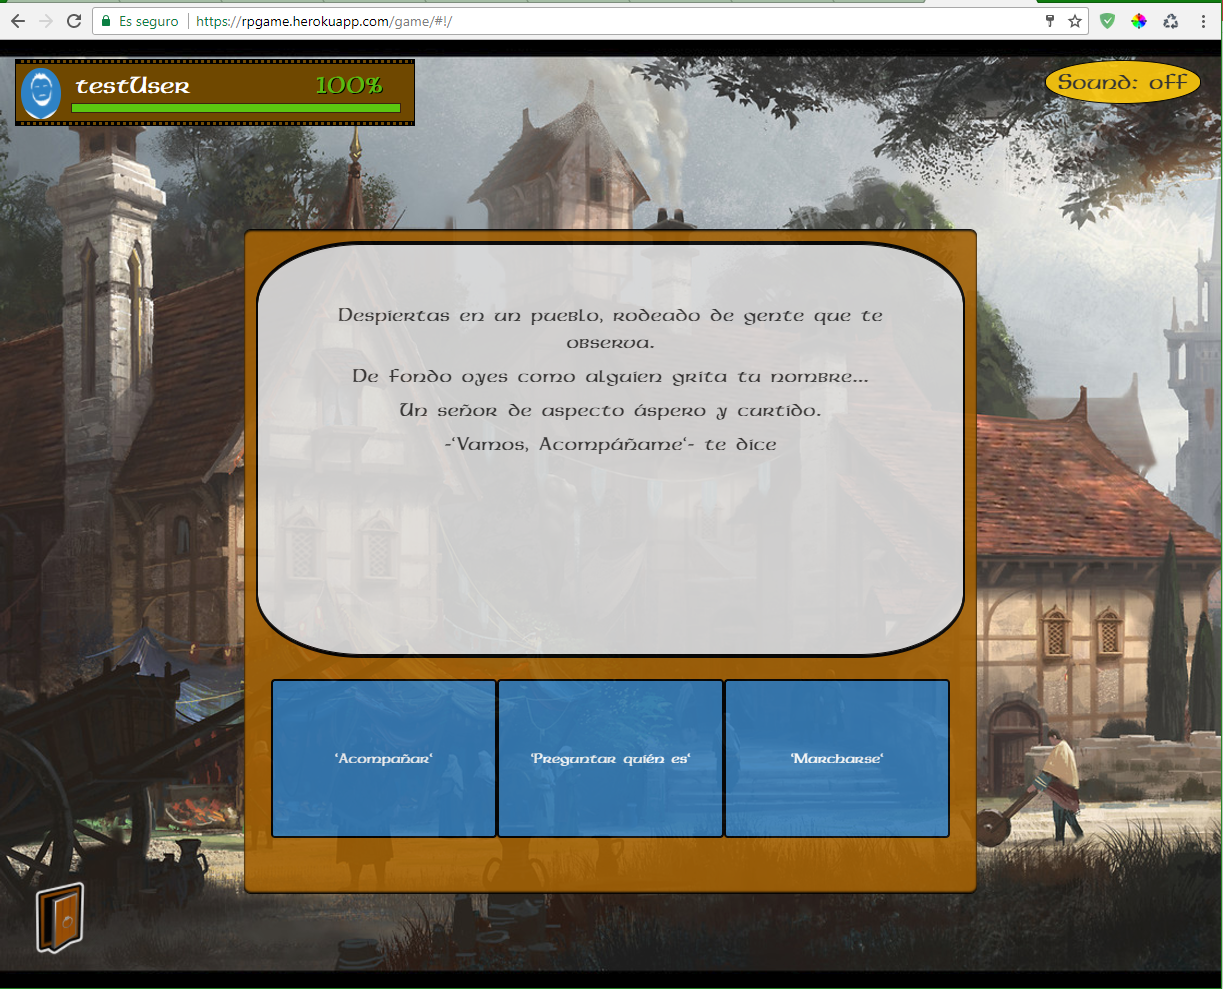 Es seguro
https://rpgame.herokuapp.com/game/#!/
testUser
100%
Sound: off
Despiertas en un pueblo, rodeado de gente que te
observa.
De fondo oyes como alguien grita tu nombre...
Un señor de aspecto áspero y curtido.
-'Vamos, Acompáñame'- te dice
'Acompañar'
'Preguntar quién es'
'Marcharse'